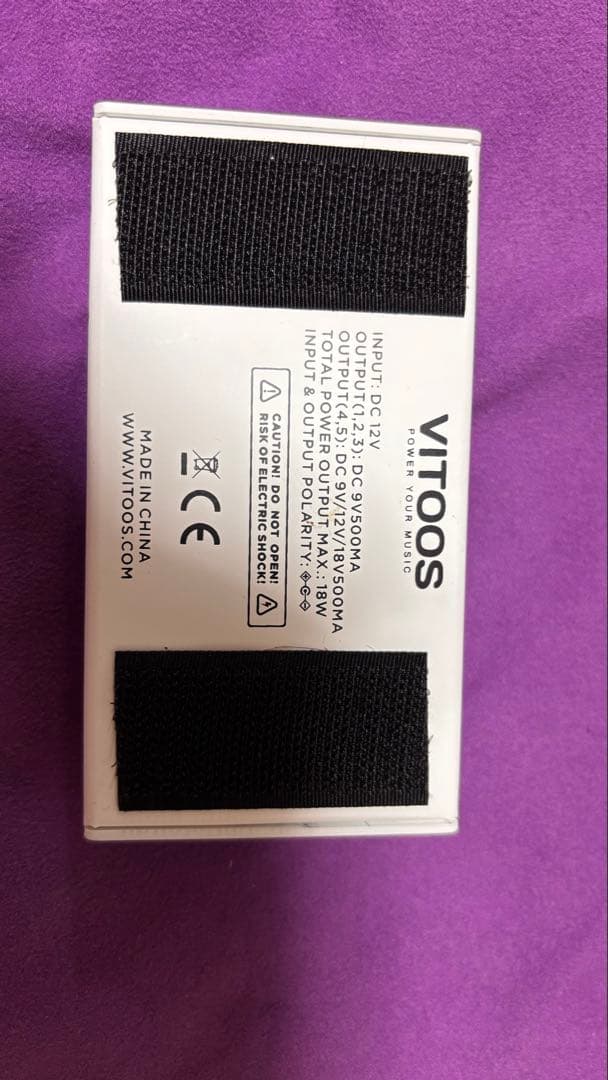 VITOOS
POWER YOUR MUSIC
INPUT: DC 12V
OUTPUT(1,2,3): DC 9V500MA
OUTPUT(4,5): DC 9V/12V/18V500MA
TOTAL POWER OUTPUT MAX.: 18W
INPUT & OUTPUT POLARITY:
CAUTION! DO NOT OPEN!
RISK OF ELECTRIC SHOCK!
CE
MADE IN CHINA
WWW.VITOOS.COM